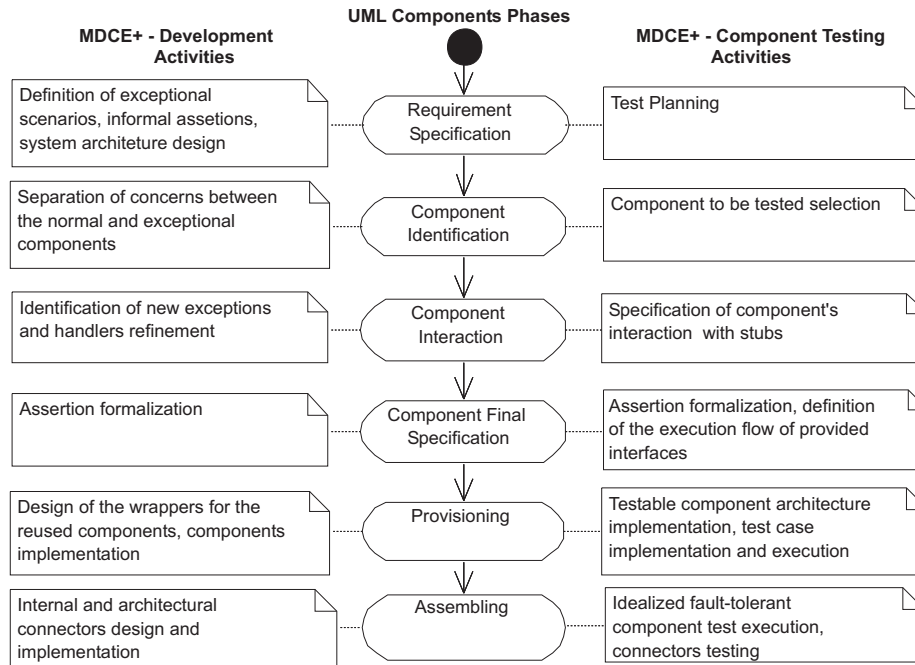 UML Components Phases
MDCE+ - Development
Activities
MDCE+ - Component Testing
Activities
Definition of exceptional
scenarios, informal assetions,
system architeture design
Requirement
Specification
Test Planning
Separation of concerns between
the normal and exceptional
components
Component
Identification
Component to be tested selection
Identification of new exceptions
and handlers refinement
Component
Interaction
Specification of component's
interaction with stubs
Assertion formalization
Component Final
Specification
Assertion formalization, definition
of the execution flow of provided
interfaces
Design of the wrappers for the
reused components, components
implementation
Provisioning
Testable component architecture
implementation, test case
implementation and execution
Internal and architectural
connectors design and
implementation
Assembling
Idealized fault-tolerant
component test execution,
connectors testing